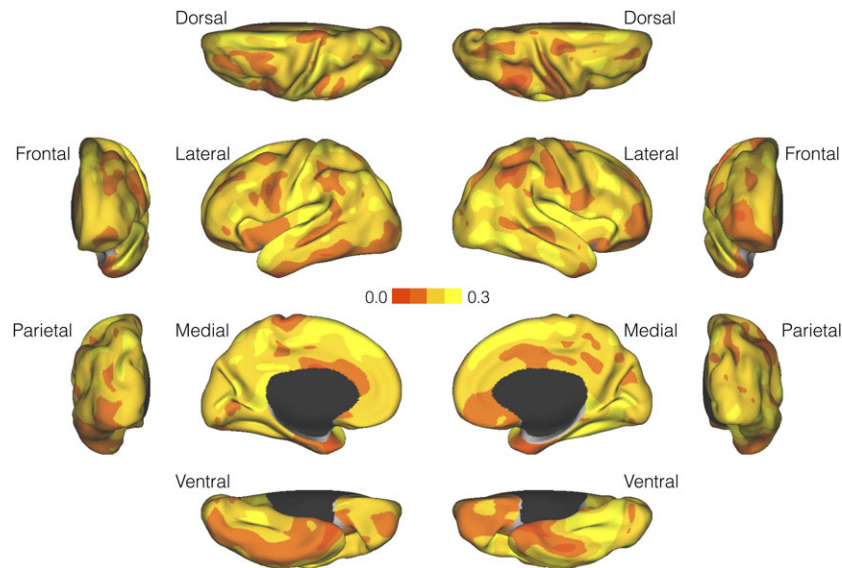 Dorsal
Dorsal
Frontal
Lateral
Lateral
Frontal
0.0
0.3
Parietal
Medial
Medial
Parietal
Ventral
Ventral